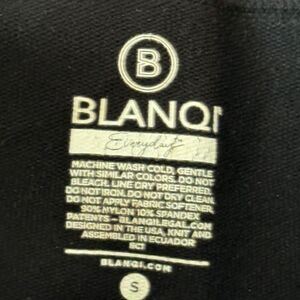 B
BLANQI
Everyday
MACHINE WASH COLD, GENTLE
WITH SIMILAR COLORS. DO NOT
BLEACH. LINE DRY PREFERRED.
DO NOT IRON. DO NOT DRY CLEAN.
DO NOT APPLY FABRIC SOFTENER
90% NYLON 10% SPANDEX
PATENTS – BLANQILEGAL.COM
DESIGNED IN THE USA, KNIT AND
ASSEMBLED IN ECUADOR
BLANQI.COM
S